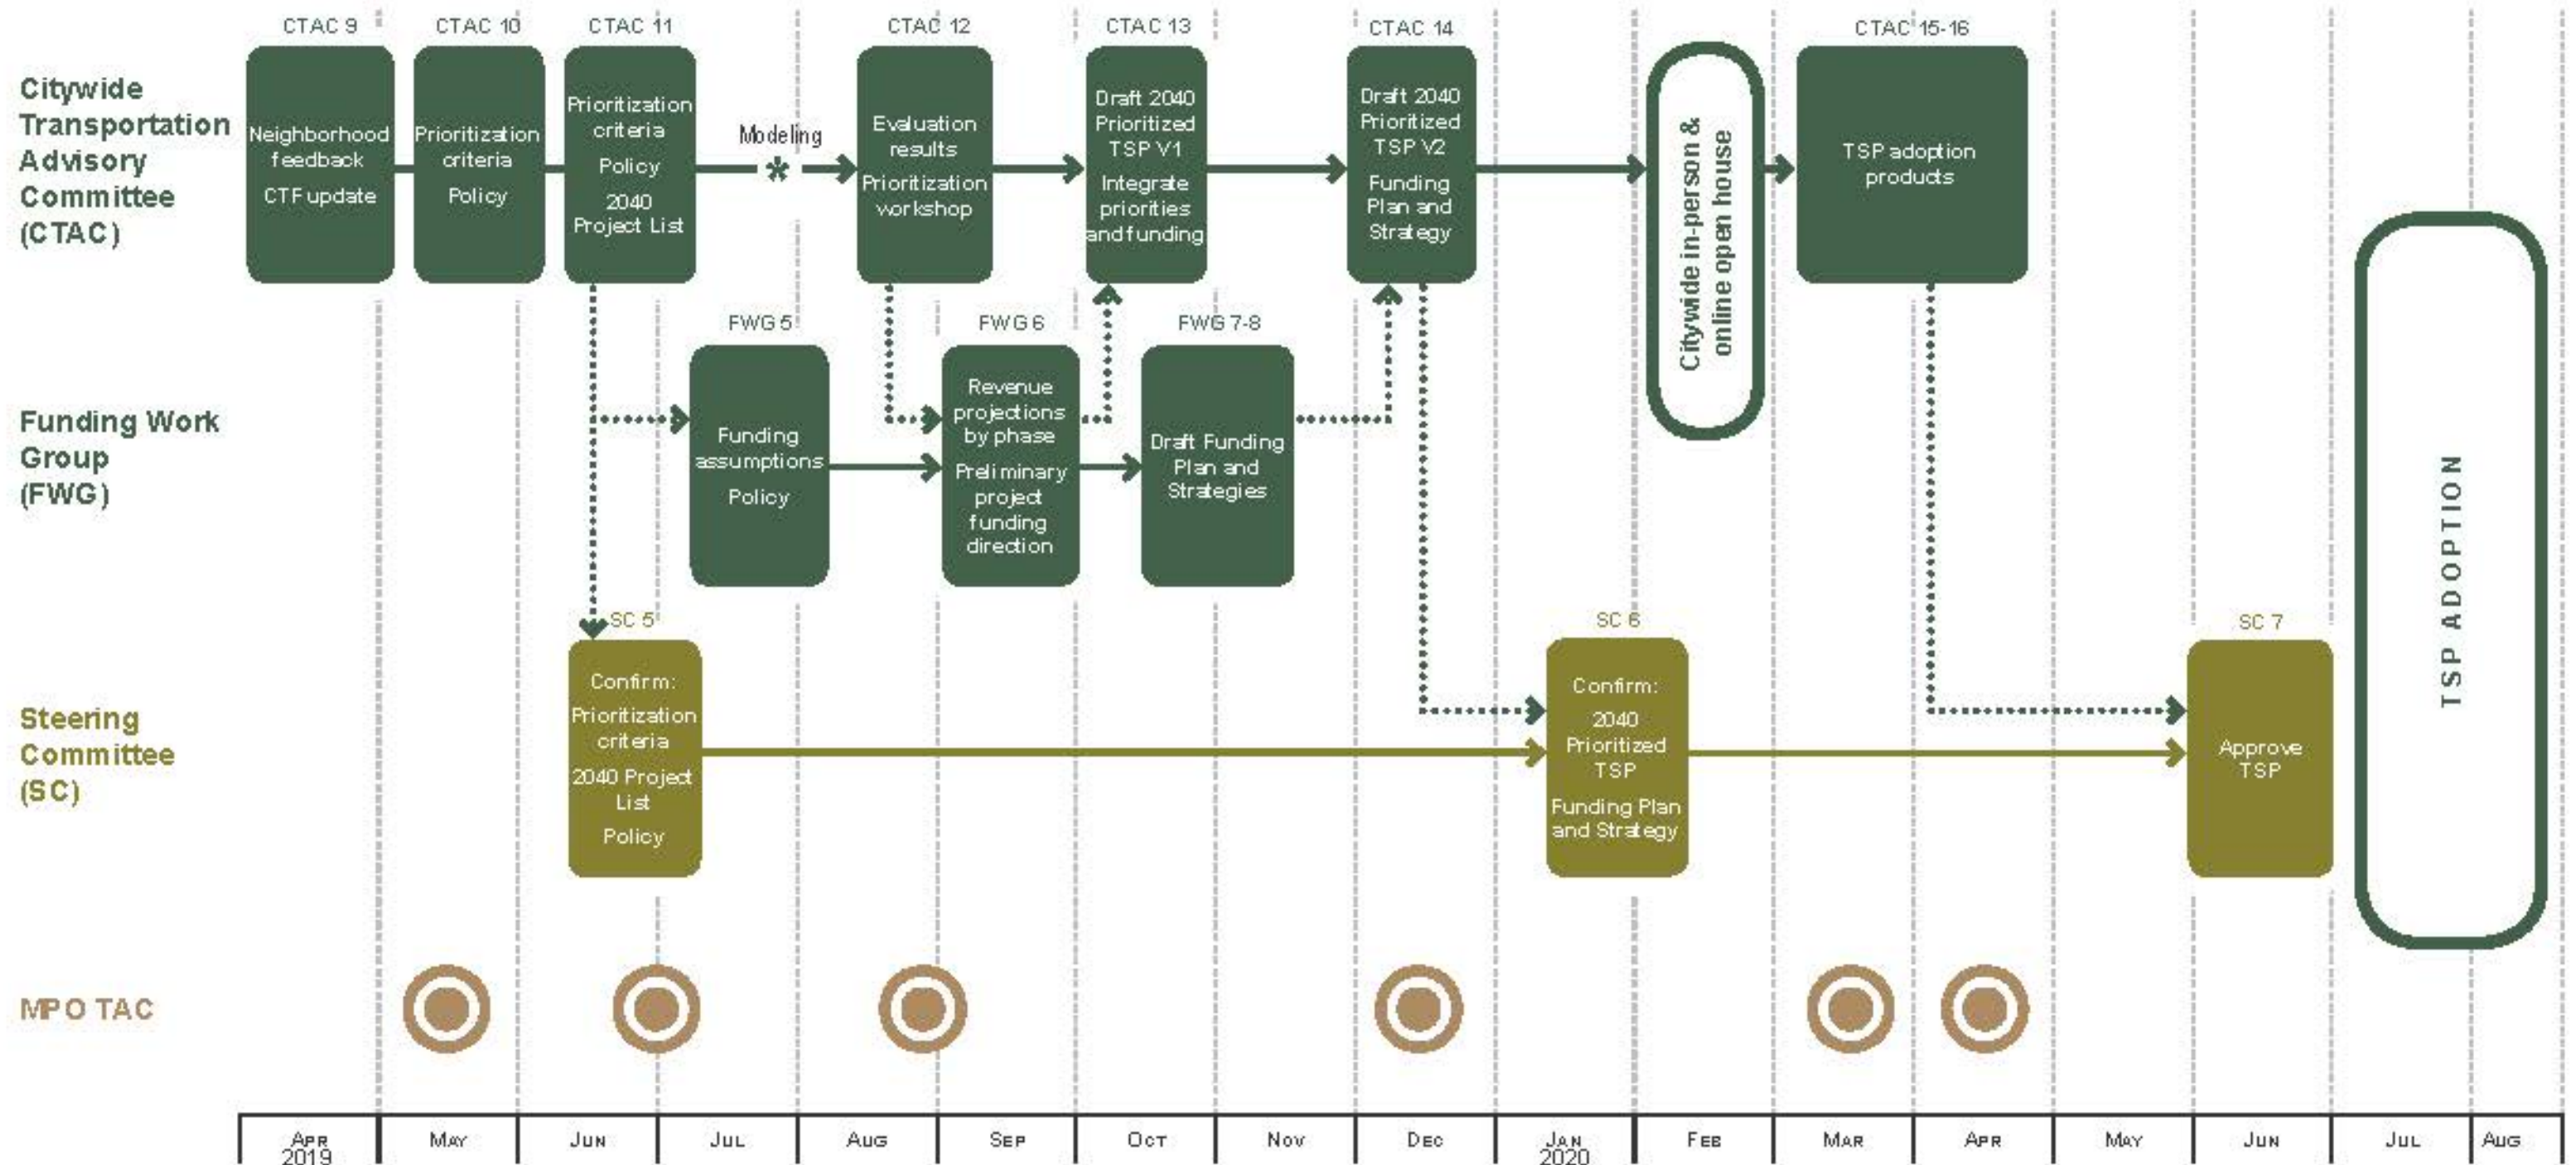 CTAC 9
CTAC 10
CTAC 11
CTAC 12
CTAC 13
CTAC 14
CTAC 15-16
Citywide
Transportation
Advisory
Committee
(CTAC)
Neighborhood
feedback
CTF update
Prioritization
criteria
Policy
Prioritization
criteria
Policy
2040
Project List
Modeling
*
Evaluation
results
Prioritization
workshop
Draft 2040
Prioritized
TSP V1
Integrate
priorities
and funding
Draft 2040
Prioritized
TSP V2
Funding
Plan and
Strategy
Citywide in-person &
online open house
TSP adoption
products
FWG 5
FWG 6
FWG 7-8
Funding Work
Group
(FWG)
Funding
assumptions
Policy
Revenue
projections
by phase
Preliminary
project
funding
direction
Draft Funding
Plan and
Strategies
TSP ADOPTION
SC 5
SC 6
SC 7
Steering
Committee
(SC)
Confirm:
Prioritization
criteria
2040 Project
List
Policy
Confirm:
2040
Prioritized
TSP
Funding Plan
and Strategy
Approve
TSP
MPO TAC
APR
2019
MAY
JUN
JUL
AUG
SEP
OCT
NOV
DEC
JAN
2020
FEB
MAR
APR
MAY
JUN
JUL
AUG